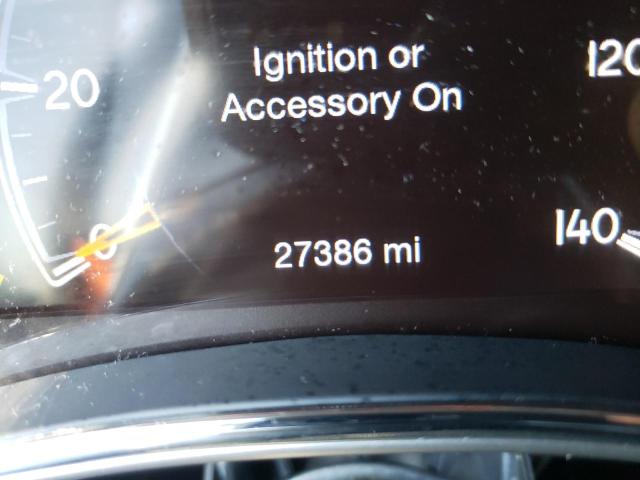 Ignition or
120
20
Accessory On
140
0
27386 mi